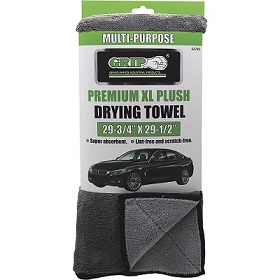 MULTI-PURPOSE
GRIP
PREMIUM XL PLUSH
DRYING TOWEL
29-3/4" X 29-1/2"
• Super absorbent. • Lint-free and scratch free.